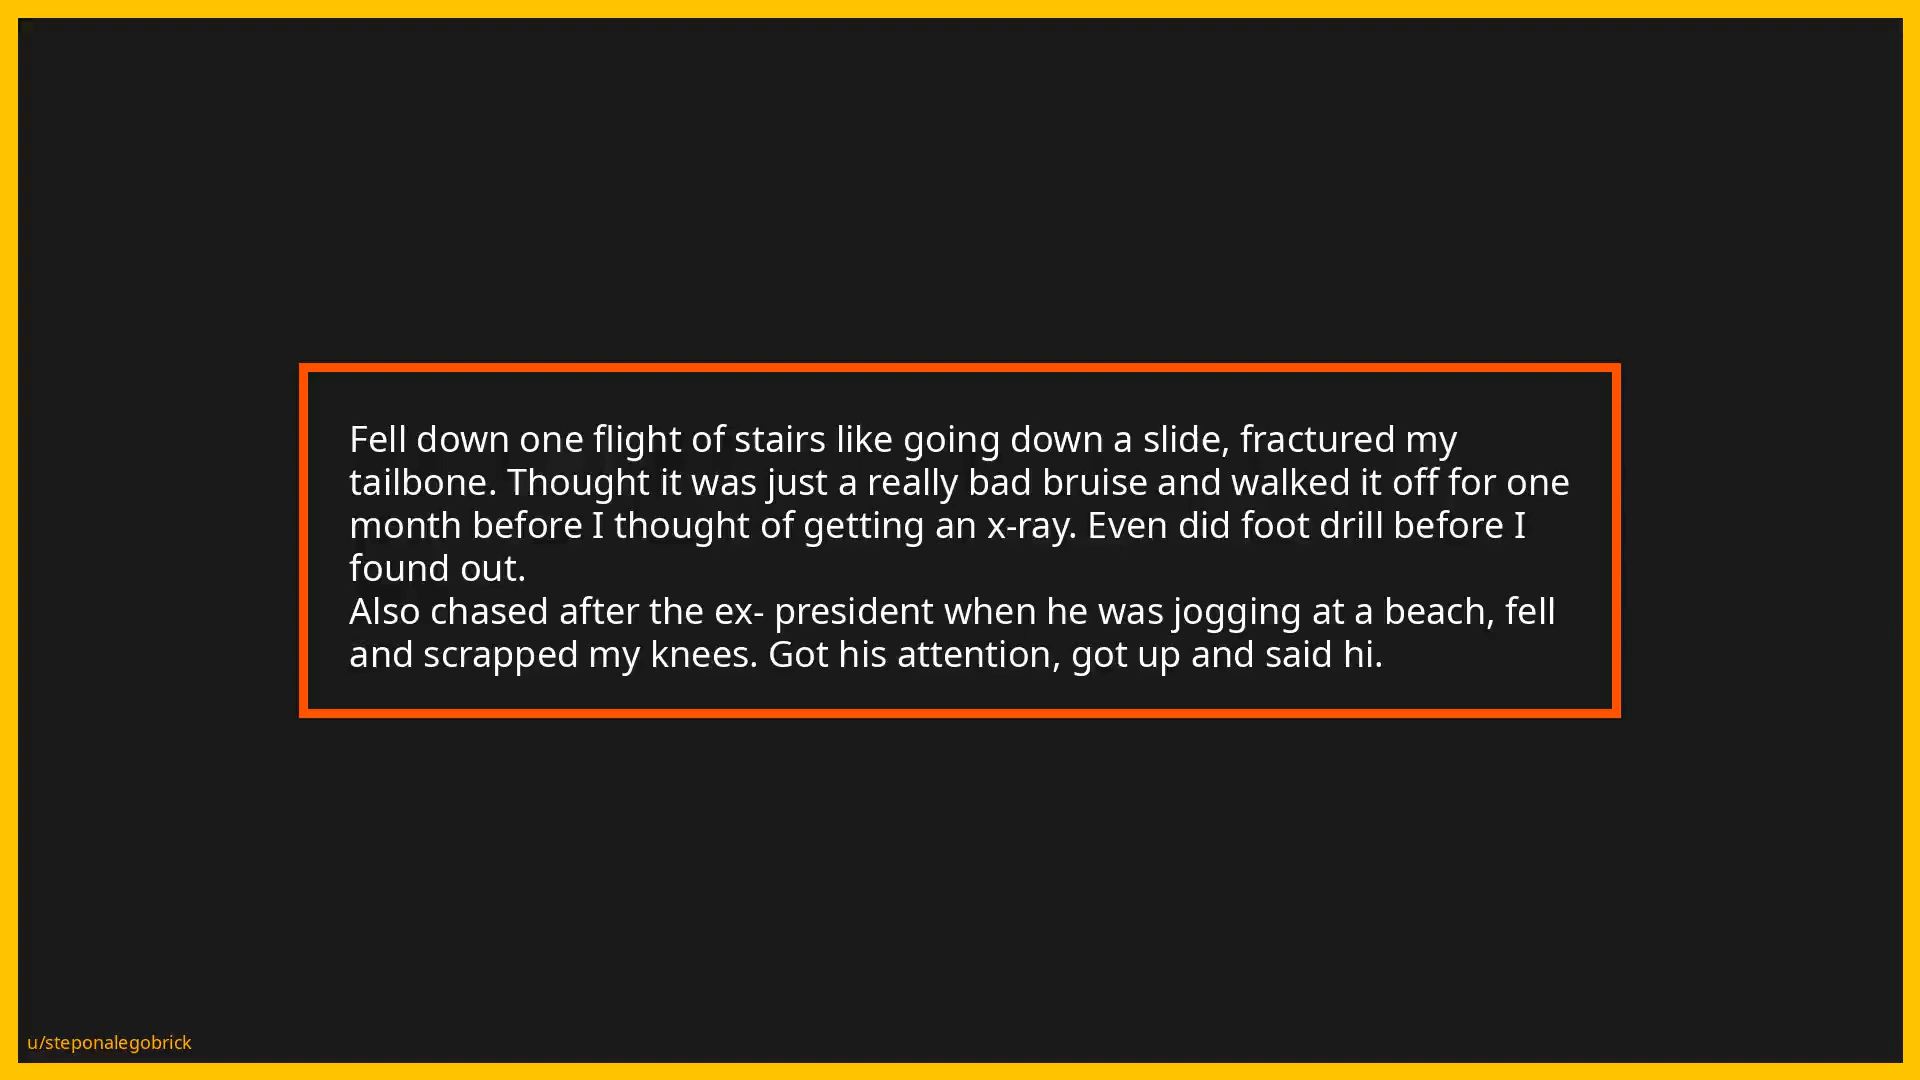 Fell down one flight of stairs like going down a slide, fractured my
tailbone. Thought it was just a really bad bruise and walked it off for one
month before I thought of getting an x-ray. Even did foot drill before I
found out.
Also chased after the ex- president when he was jogging at a beach, fell
and scrapped my knees. Got his attention, got up and said hi.
u/steponalegobrick